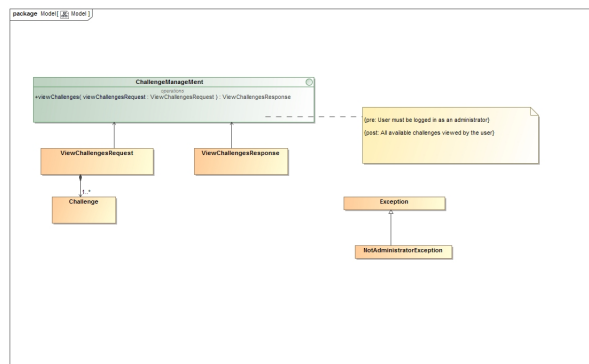 package Model[ Model ]
ChallengeManageMent
operations
+viewChallenges( viewChallengesRequest : ViewChallengesRequest ) : ViewChallengesResponse
{pre: User must be logged in as an administrator}
{post: All available challenges viewed by the user}
ViewChallengesRequest
ViewChallengesResponse
1..*
Challenge
Exception
NotAdministratorException